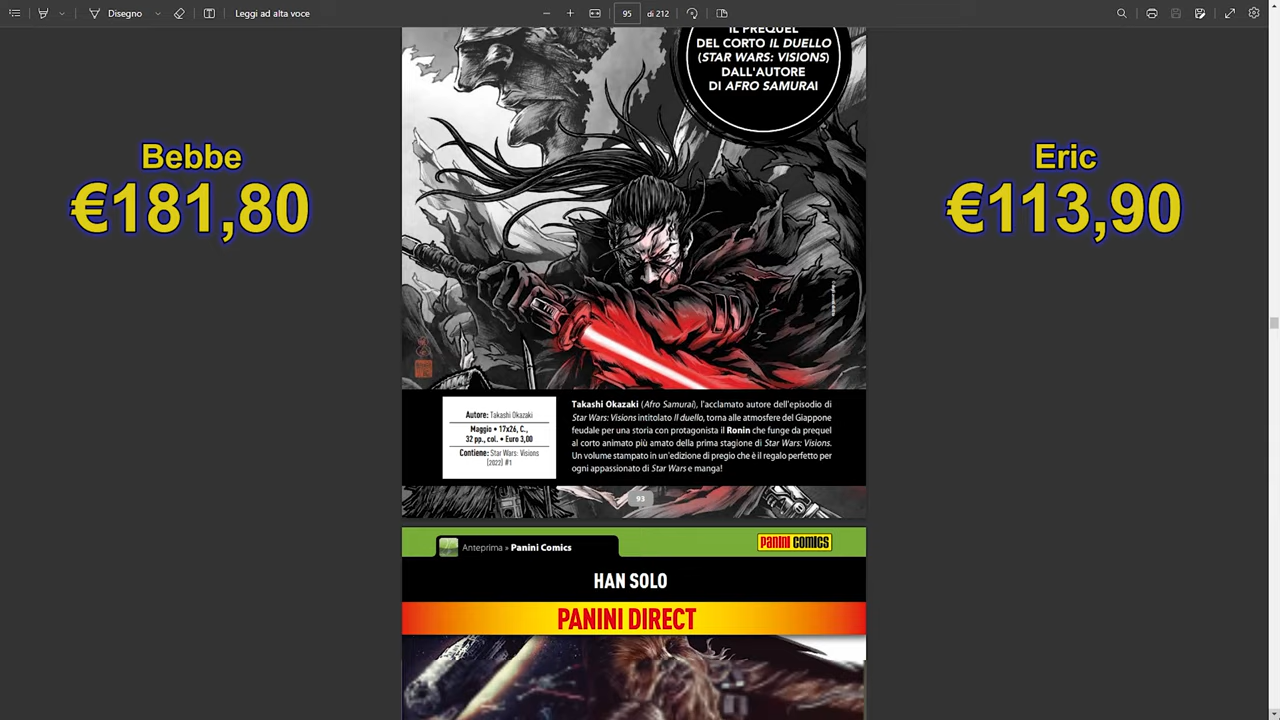 Disegno
Leggi ad alta voce
95
di 212
IL PREQUEL
DEL CORTO IL DUELLO
(STAR WARS: VISIONS)
DALL'AUTORE
DI AFRO SAMURAI
Bebbe
€181,80
Eric
€113,90
Autore: Takashi Okazaki
Maggio • 17x26, C.,
32 pp., col. • Euro 3,00
Contiene: Star Wars: Visions
(2022) #1
Takashi Okazaki (Afro Samurai), l'acclamato autore dell'episodio di
Star Wars: Visions intitolato Il duello, torna alle atmosfere del Giappone
feudale per una storia con protagonista il Ronin che funge da prequel
al corto animato più amato della prima stagione di Star Wars: Visions.
Un volume stampato in un'edizione di pregio che è il regalo perfetto per
ogni appassionato di Star Wars e manga!
93
Anteprima » Panini Comics
PANINI COMICS
HAN SOLO
PANINI DIRECT